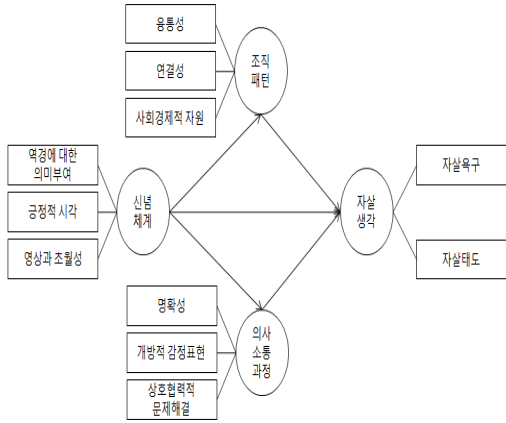 융통성
연결성
사회경제적 자원
조직
패턴
역경에 대한
의미부여
긍정적 시각
영상과 조월성
신념
체계
자살
생각
자살욕구
자살태도
명확성
개방적 감정표현
상호협력적
문제해결
의사
소통
과정